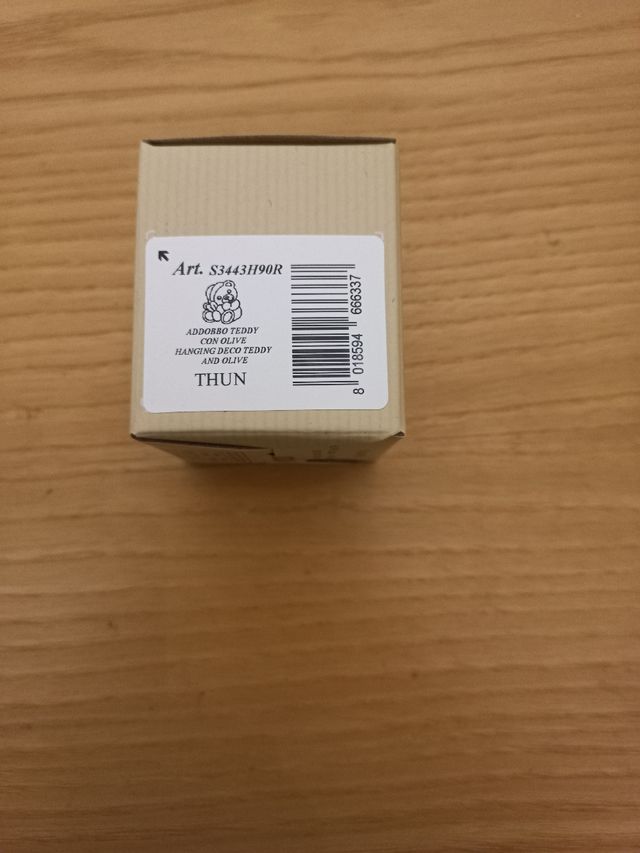 Art. S3443H90R
ADDOBBO TEDDY
CON OLIVE
HANGING DECO TEDDY
AND OLIVE
THUN
8 018594 666337